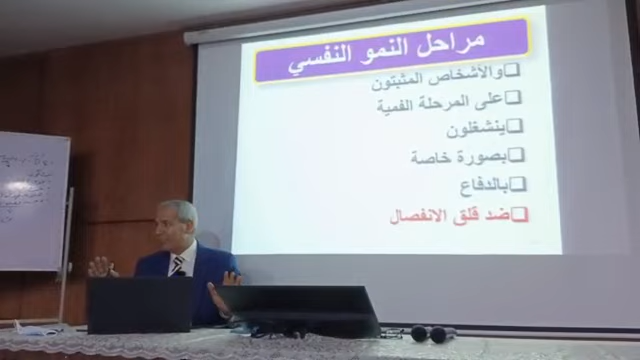 مراحل النمو النفسي
والأشخاص المثبتون
على المرحلة الفمية
ينشغلون
بصورة خاصة
بالدفاع
ضد قلق الانفصال